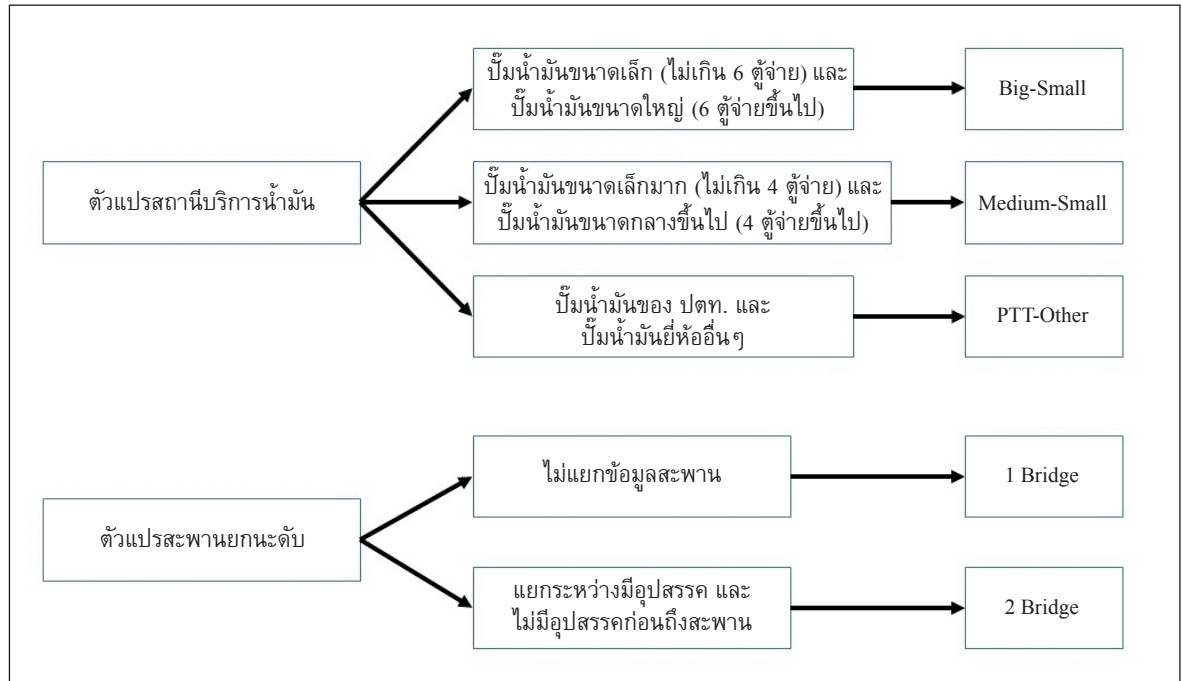 ปั๊มน้ำมันขนาดเล็ก (ไม่เกิน 6 ตู้จ่าย) และ
ปั๊มน้ำมันขนาดใหญ่ (6 ตู้จ่ายขึ้นไป)
Big-Small
ตัวแปรสถานีบริการน้ำมัน
ปั๊มน้ำมันขนาดเล็กมาก (ไม่เกิน 4 ตู้จ่าย) และ
ปั๊มน้ำมันขนาดกลางขึ้นไป (4 ตู้จ่ายขึ้นไป)
Medium-Small
ปั๊มน้ำมันของ ปตท. และ
ปั๊มน้ำมันยี่ห้ออื่นๆ
PTT-Other
ไม่แยกข้อมูลสะพาน
1 Bridge
ตัวแปรสะพานยกนะดับ
แยกระหว่างมีอุปสรรค และ
ไม่มีอุปสรรคก่อนถึงสะพาน
2 Bridge